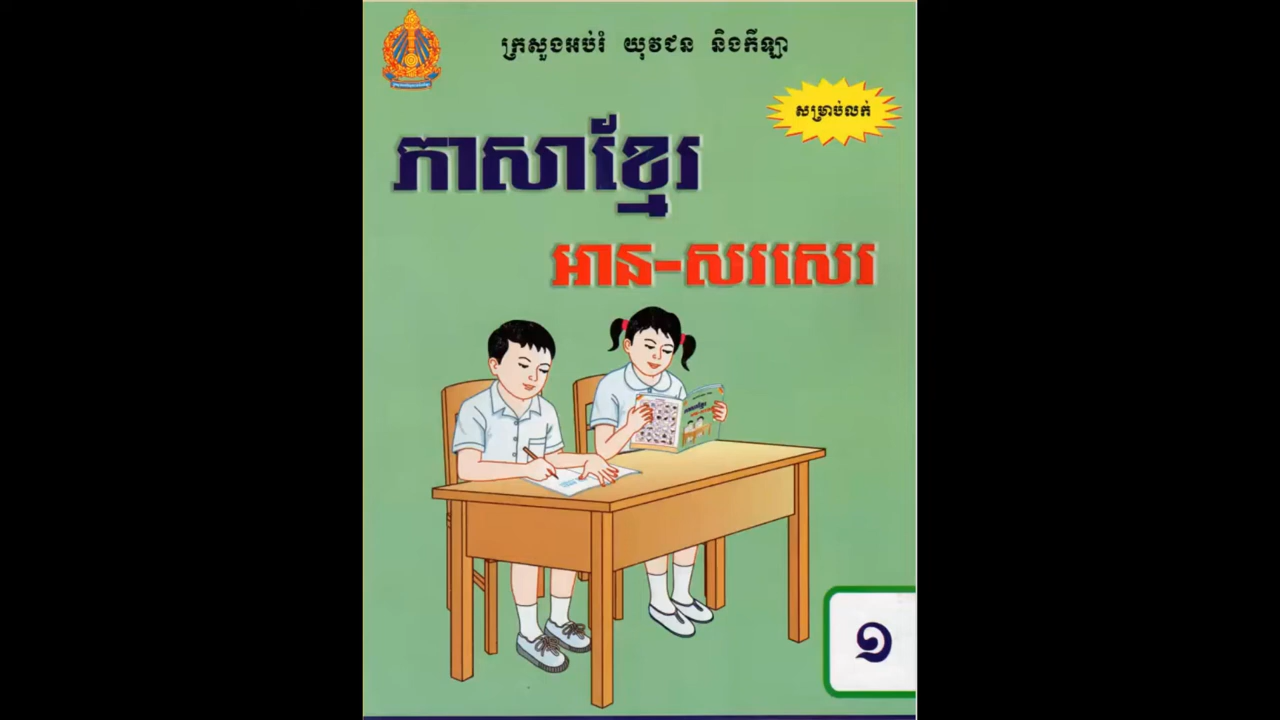 ក្រសួងអប់រំ យុវជន និងកីឡា
សម្រាប់លក់
ភាសាខ្មែរ
អាន-សរសេរ
១